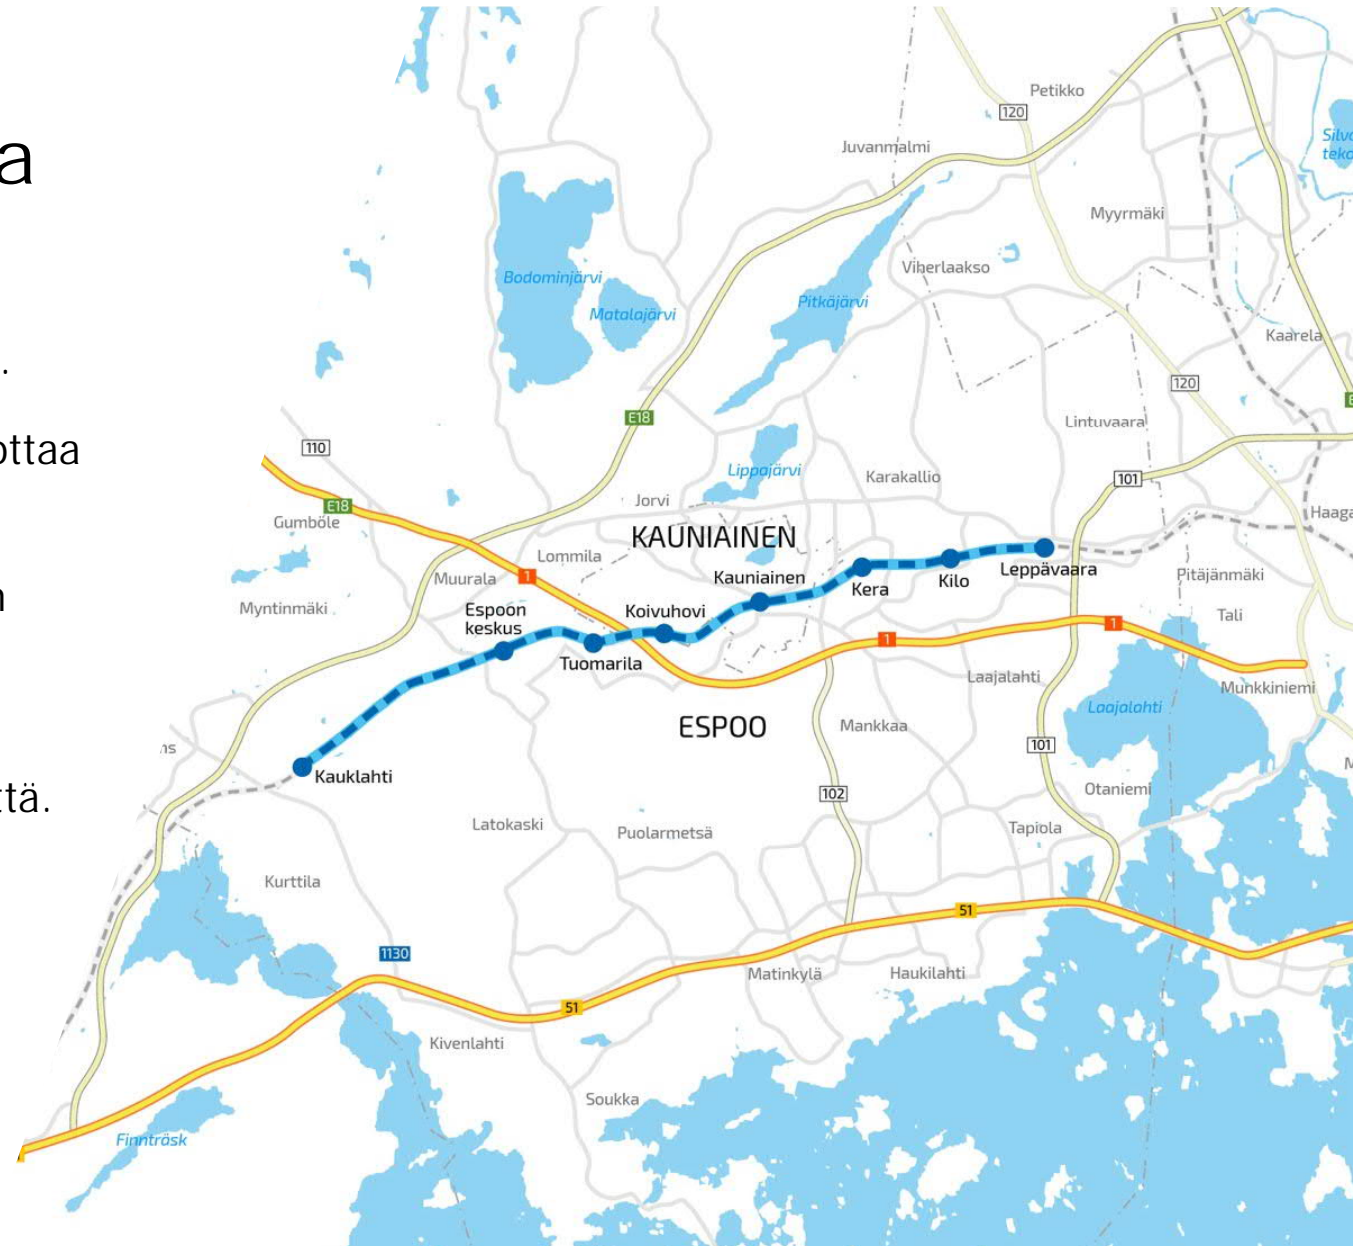 a
.
ottaa
n
ttä.
Petikko
120
Juvanmalmi
Silvo
teko
Myyrmäki
Viherlaakso
Bodominjärvi
Pitkäjärvi
Matalajärvi
Kaarela
120
E18
E
Lintuvaara
110
Lippajärvi
Karakallio
101
Jorvi
E18
Gumböle
Haaga
KAUNIAINEN
Lommila
Leppävaara
1
Muurala
Kauniainen
Kera
Kilo
Pitäjänmäki
Myntinmäki
Espoon
keskus
Koivuhovi
Tali
1
1
Tuomarila
Laajalahti
Munkkiniemi
Laajalahti
ESPOO
Mankkaa
ns
101
Kauklahti
M
Otaniemi
102
Latokaski
Puolarmetsä
Tapiola
Kurttila
51
1130
Matinkylä
Haukilahti
51
Kivenlahti
Soukka
Finnträsk